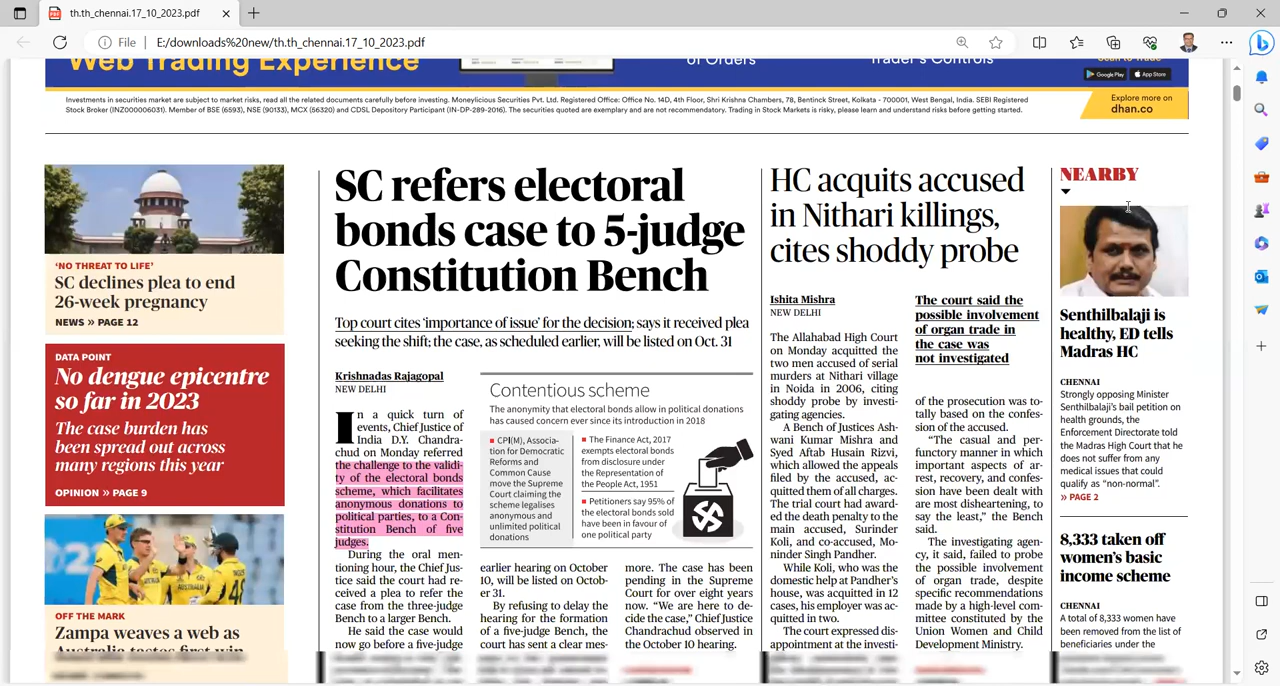 th.th_chennai.17_10_2023.pdf
File
E:/downloads%20new/th.th_chennai.17_10_2023.pdf
Web Trading Experience
of Orders
Trader's Controls
Scan to Trade
Google Play
App Store
Investments in securities market are subject to market risks, read all the related documents carefully before investing. Moneylicious Securities Pvt. Ltd. Registered Office: Office No. 14D, 4th Floor, Shri Krishna Chambers, 78, Bentinck Street, Kolkata - 700001, West Bengal, India. SEBI Registered
Stock Broker (INZ000006031). Member of BSE (6593), NSE (90133), MCX (56320) and CDSL Depository Participant (IN-DP-289-2016). The securities quoted are exemplary and are not recommendatory. Trading in Stock Markets is risky, please learn and understand risks before getting started.
Explore more on
dhan.co
'NO THREAT TO LIFE'
SC declines plea to end
26-week pregnancy
NEWS » PAGE 12
DATA POINT
No dengue epicentre
so far in 2023
The case burden has
been spread out across
many regions this year
OPINION » PAGE 9
AUSTRALIA
OFF THE MARK
Zampa weaves a web as
Australia tastes first win
SC refers electoral
bonds case to 5-judge
Constitution Bench
Top court cites 'importance of issue' for the decision; says it received plea
seeking the shift; the case, as scheduled earlier, will be listed on Oct. 31
Krishnadas Rajagopal
NEW DELHI
In a quick turn of
events, Chief Justice of
India D.Y. Chandra-
chud on Monday referred
the challenge to the validi-
ty of the electoral bonds
scheme, which facilitates
anonymous donations to
political parties, to a Con-
stitution Bench of five
judges.
During the oral men-
tioning hour, the Chief Jus-
tice said the court had re-
ceived a plea to refer the
case from the three-judge
Bench to a larger Bench.
He said the case would
now go before a five-judge
Contentious scheme
The anonymity that electoral bonds allow in political donations
has caused concern ever since its introduction in 2018
■ CPI(M), Associa-
tion for Democratic
Reforms and
Common Cause
move the Supreme
Court claiming the
scheme legalises
anonymous and
unlimited political
donations
■ The Finance Act, 2017
exempts electoral bonds
from disclosure under
the Representation of
the People Act, 1951
■ Petitioners say 95% of
the electoral bonds sold
have been in favour of
one political party
earlier hearing on October
10, will be listed on Octob-
er 31.
By refusing to delay the
hearing for the formation
of a five-judge Bench, the
court has sent a clear mes-
more. The case has been
pending in the Supreme
Court for over eight years
now. "We are here to de-
cide the case," Chief Justice
Chandrachud observed in
the October 10 hearing.
HC acquits accused
in Nithari killings,
cites shoddy probe
Ishita Mishra
NEW DELHI
The Allahabad High Court
on Monday acquitted the
two men accused of serial
murders at Nithari village
in Noida in 2006, citing
shoddy probe by investi-
gating agencies.
A Bench of Justices Ash-
wani Kumar Mishra and
Syed Aftab Husain Rizvi,
which allowed the appeals
filed by the accused, ac-
quitted them of all charges.
The trial court had award-
ed the death penalty to the
main accused, Surinder
Koli, and co-accused, Mo-
ninder Singh Pandher.
While Koli, who was the
domestic help at Pandher's
house, was acquitted in 12
cases, his employer was ac-
quitted in two.
The court expressed dis-
appointment at the investi-
The court said the
possible involvement
of organ trade in
the case was
not investigated
of the prosecution was to-
tally based on the confes-
sion of the accused.
"The casual and per-
functory manner in which
important aspects of ar-
rest, recovery, and confes-
sion have been dealt with
are most disheartening, to
say the least," the Bench
said.
The investigating agen-
cy, it said, failed to probe
the possible involvement
of organ trade, despite
specific recommendations
made by a high-level com-
mittee constituted by the
Union Women and Child
Development Ministry.
NEARBY
Senthilbalaji is
healthy, ED tells
Madras HC
CHENNAI
Strongly opposing Minister
Senthilbalaji's bail petition on
health grounds, the
Enforcement Directorate told
the Madras High Court that he
does not suffer from any
medical issues that could
qualify as "non-normal".
» PAGE 2
8,333 taken off
women's basic
income scheme
CHENNAI
A total of 8,333 women have
been removed from the list of
beneficiaries under the